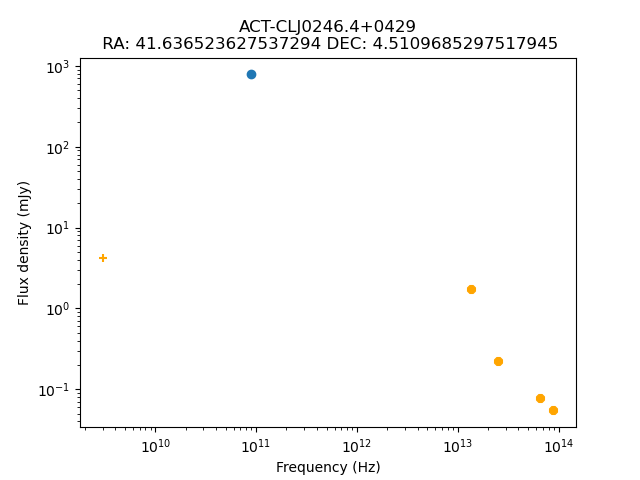 ACT-CLJ0246.4+0429
RA: 41.636523627537294 DEC: 4.5109685297517945
Flux density (mJy)
10³
10²
10¹
10⁰
10⁻¹
10¹⁰ 10¹¹ 10¹² 10¹³ 10¹⁴
Frequency (Hz)